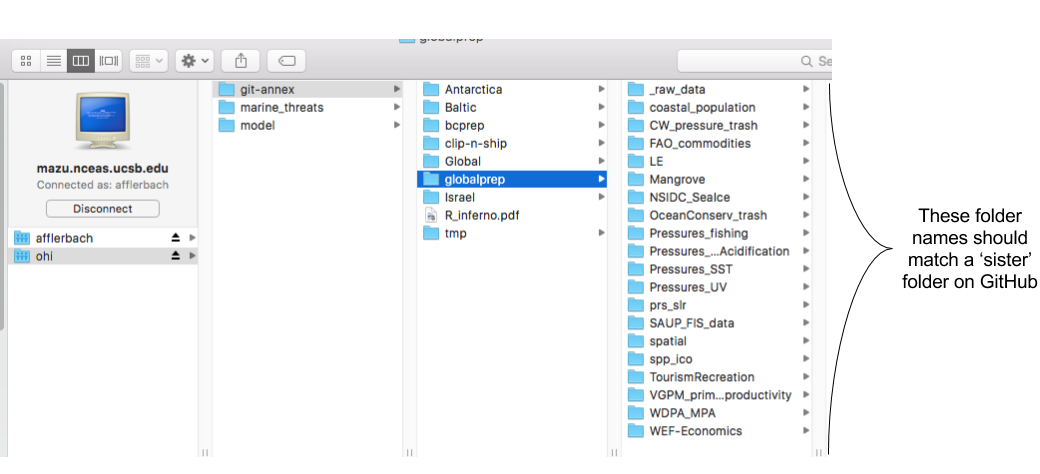 globalprep
Se
mazu.nceas.ucsb.edu
Connected as: afflerbach
Disconnect
afflerbach
ohi
git-annex
marine_threats
model
Antarctica
Baltic
bcprep
clip-n-ship
Global
globalprep
Israel
R_inferno.pdf
tmp
_raw_data
coastal_population
CW_pressure_trash
FAO_commodities
LE
Mangrove
NSIDC_SeaIce
OceanConserv_trash
Pressures_fishing
Pressures_...Acidification
Pressures_SST
Pressures_UV
prs_slr
SAUP_FIS_data
spatial
spp_ico
TourismRecreation
VGPM_prim...productivity
WDPA_MPA
WEF-Economics
These folder
names should
match a ‘sister’
folder on GitHub